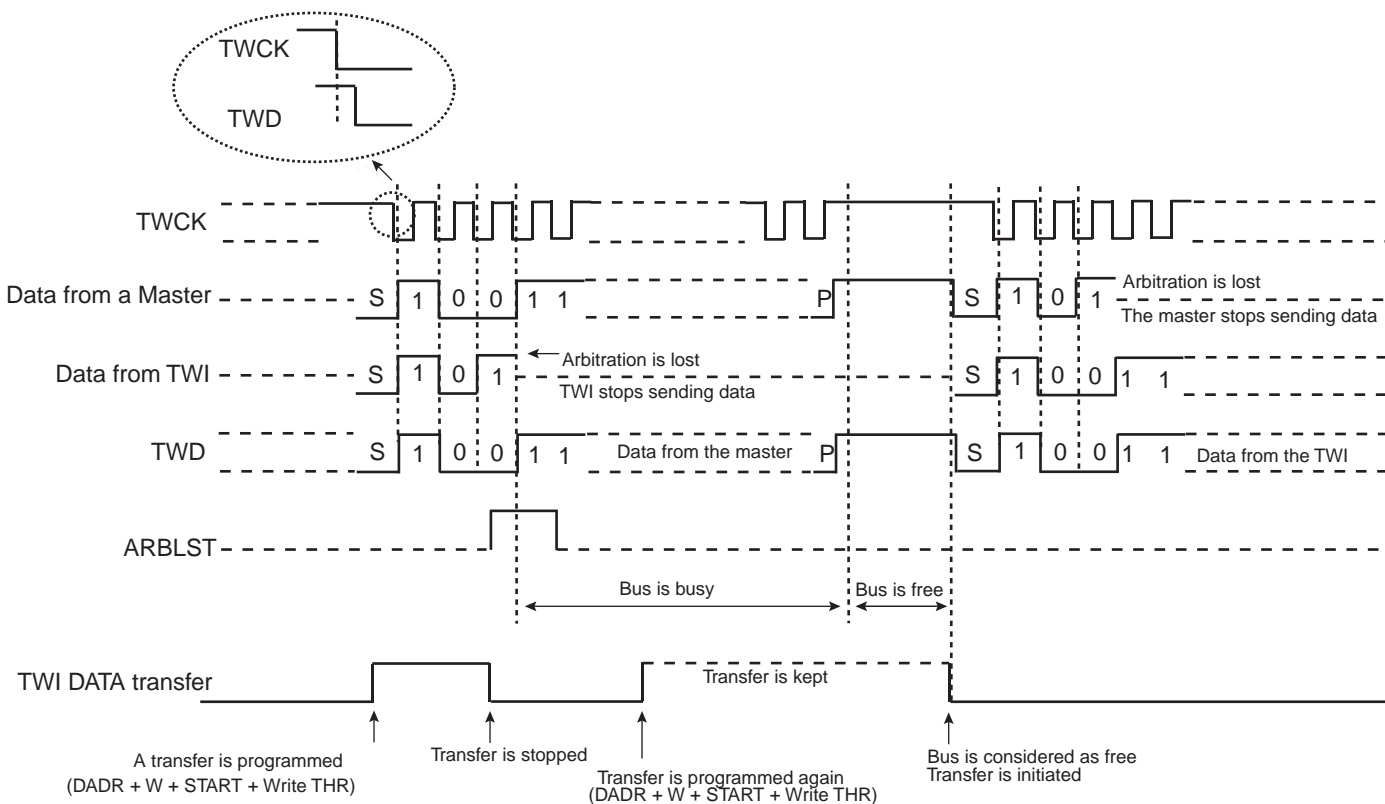 TWCK
TWD
TWCK
Data from a Master S 1 0 0 1 1 P S 1 0 1 Arbitration is lost
The master stops sending data
Data from TWI S 1 0 1 Arbitration is lost S 1 0 0 1 1
TWI stops sending data
TWD S 1 0 0 1 1 Data from the master P S 1 0 0 1 1 Data from the TWI
ARBLST
Bus is busy Bus is free
TWI DATA transfer Transfer is kept
A transfer is programmed
(DADR + W + START + Write THR)
Transfer is stopped
Transfer is programmed again
(DADR + W + START + Write THR)
Bus is considered as free
Transfer is initiated